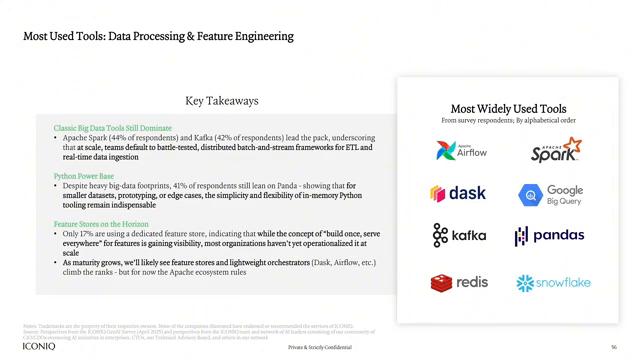 Most Used Tools: Data Processing & Feature Engineering
Key Takeaways
Classic Big Data Tools Still Dominate
• Apache Spark (44% of respondents) and Kafka (42% of respondents) lead the pack, underscoring
that at scale, teams default to battle-tested, distributed batch-and-stream frameworks for ETL and
real-time data ingestion
Python Power Base
• Despite heavy big-data footprints, 41% of respondents still lean on Panda - showing that for
smaller datasets, prototyping, or edge cases, the simplicity and flexibility of in-memory Python
tooling remain indispensable
Feature Stores on the Horizon
• Only 17% are using a dedicated feature store, indicating that while the concept of "build once, serve
everywhere" for features is gaining visibility, most organizations haven't yet operationalized it at
scale
• As maturity grows, we'll likely see feature stores and lightweight orchestrators (Dask, Airflow, etc.)
climb the ranks - but for now the Apache ecosystem rules
Most Widely Used Tools
From survey respondents; By alphabetical order
Apache
Airflow
APACHE
Spark
dask
Google
Big Query
kafka
pandas
redis
snowflake
Notes: Trademarks are the property of their respective owners. None of the companies illustrated have endorsed or recommended the services of ICONIQ.
Source: Perspectives from the ICONIQ GenAI Survey (April 2025) and perspectives from the ICONIQ team and network of AI leaders consisting of our community of
CIO/CDOs overseeing AI initiatives in enterprises, CTOs, our Technical Advisory Board, and others in our network
ICONIQ
Private & Strictly Confidential
56